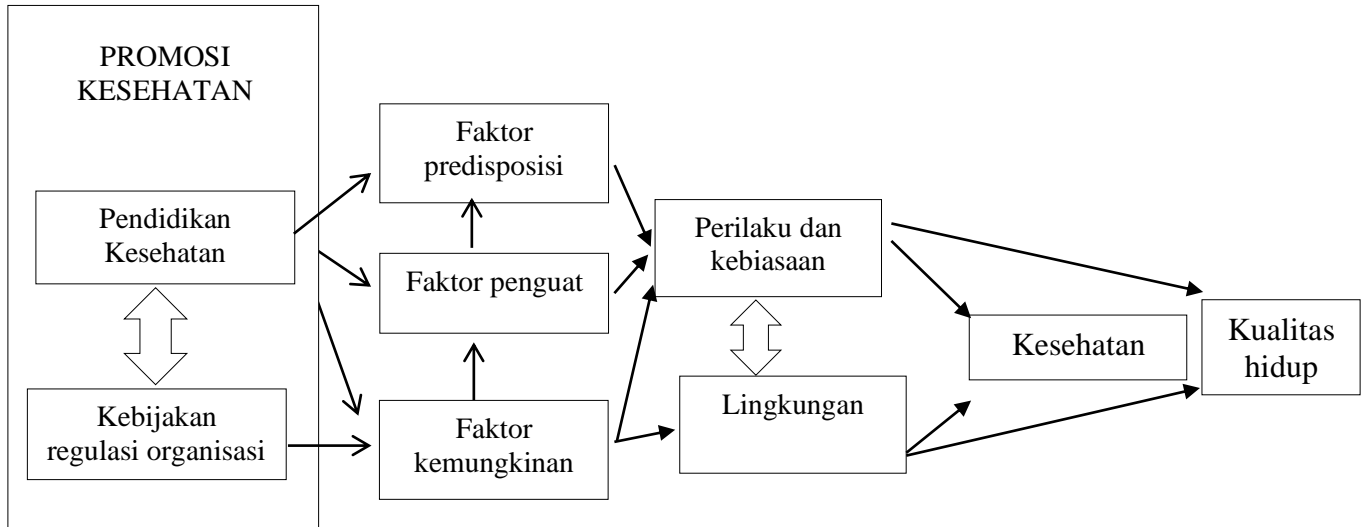 PROMOSI
KESEHATAN
Pendidikan
Kesehatan
Kebijakan
regulasi organisasi
Faktor
predisposisi
Faktor penguat
Faktor
kemungkinan
Perilaku dan
kebiasaan
Lingkungan
Kesehatan
Kualitas
hidup